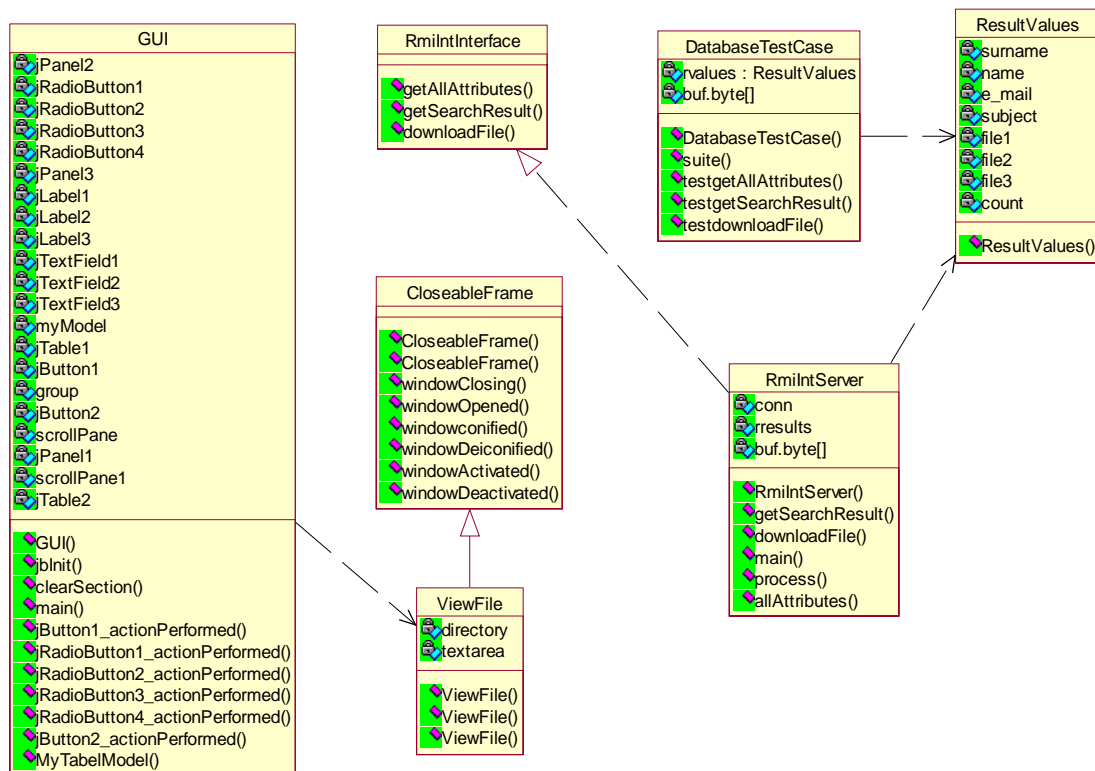 GUI
jPanel2
jRadioButton1
jRadioButton2
jRadioButton3
jRadioButton4
jPanel3
jLabel1
jLabel2
jLabel3
jTextField1
jTextField2
jTextField3
myModel
jTable1
jButton1
group
jButton2
scrollPane
jPanel1
scrollPane1
jTable2
GUI()
jbInit()
clearSection()
main()
jButton1_actionPerformed()
jRadioButton1_actionPerformed()
jRadioButton2_actionPerformed()
jRadioButton3_actionPerformed()
jRadioButton4_actionPerformed()
jButton2_actionPerformed()
MyTabelModel()
RmiIntInterface
getAllAttributes()
getSearchResult()
downloadFile()
CloseableFrame
CloseableFrame()
CloseableFrame()
windowClosing()
windowOpened()
windowconified()
windowDeiconified()
windowActivated()
windowDeactivated()
ViewFile
directory
textarea
ViewFile()
ViewFile()
ViewFile()
DatabaseTestCase
rvalues : ResultValues
buf.byte[]
DatabaseTestCase()
suite()
testgetAllAttributes()
testgetSearchResult()
testdownloadFile()
RmiIntServer
conn
rresults
buf.byte[]
RmiIntServer()
getSearchResult()
downloadFile()
main()
process()
allAttributes()
ResultValues
surname
name
e_mail
subject
file1
file2
file3
count
ResultValues()